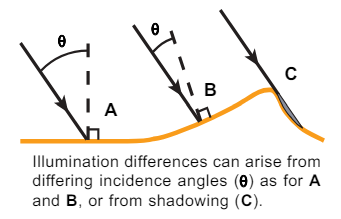 θ
θ
A
B
C
Illumination differences can arise from
differing incidence angles (θ) as for A
and B, or from shadowing (C).